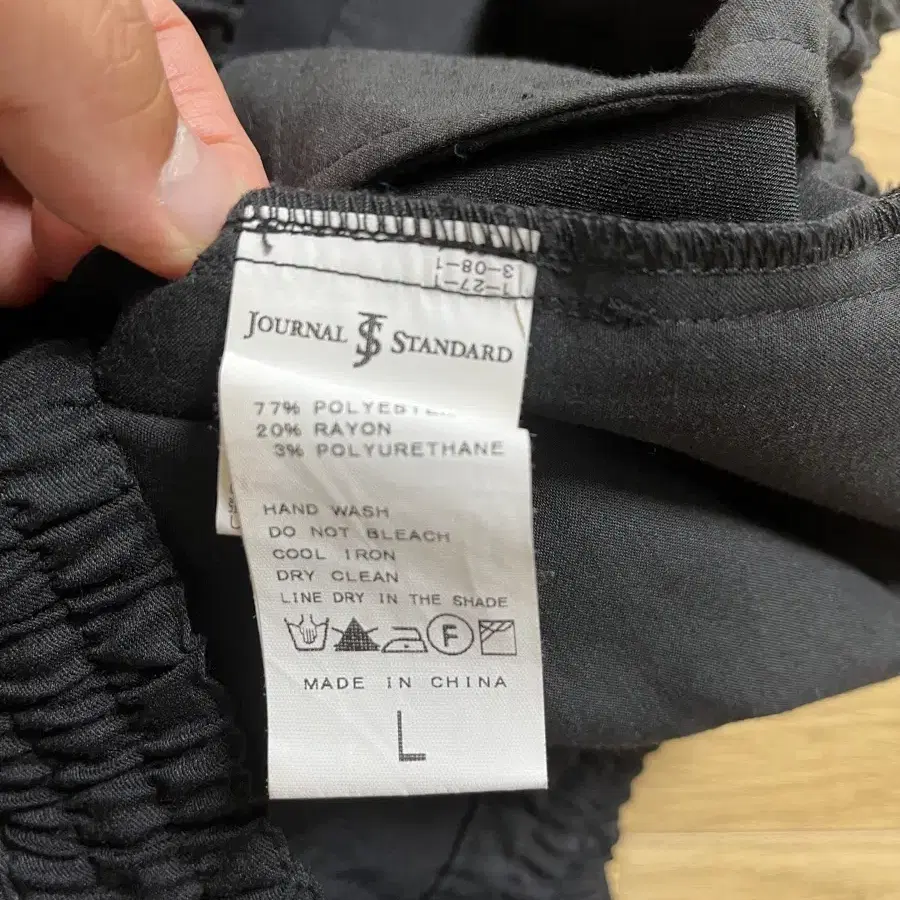 1-27-1
3-08-1
JOURNAL JS STANDARD
77% POLYESTER
20% RAYON
3% POLYURETHANE
HAND WASH
DO NOT BLEACH
COOL IRON
DRY CLEAN
LINE DRY IN THE SHADE
F
MADE IN CHINA
L